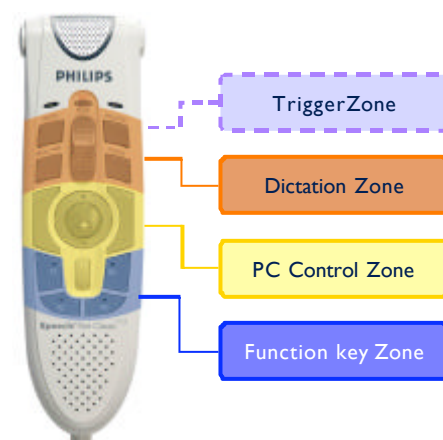 PHILIPS
TriggerZone
Dictation Zone
PC Control Zone
Function key Zone